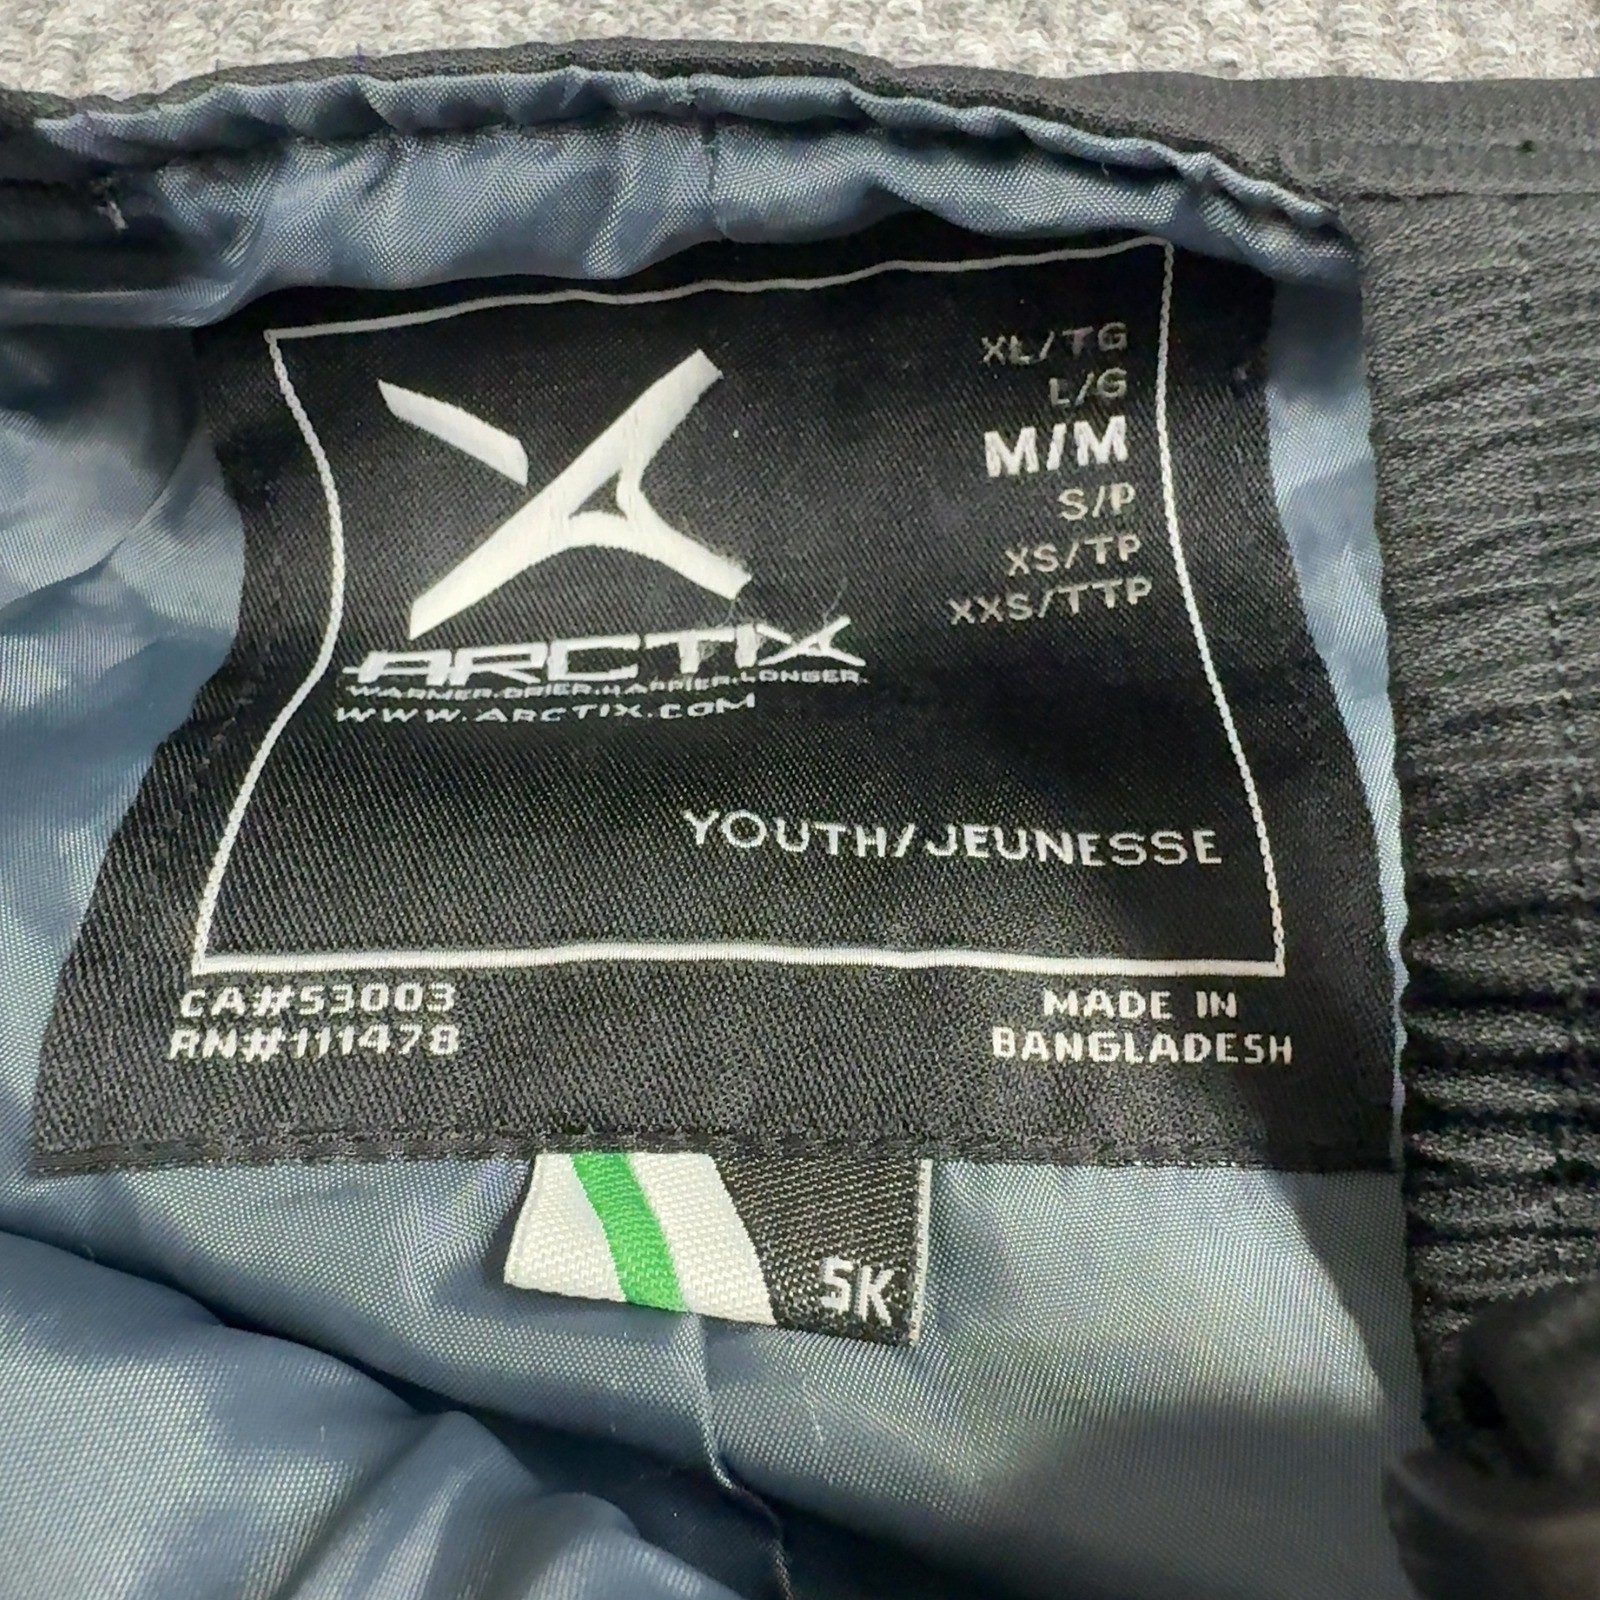 XL/TG
L/G
M/M
S/P
XS/TP
XXS/TTP
ARCTIX
WARMER.DRIER.HAPPIER.LONGER.
WWW.ARCTIX.COM
YOUTH/JEUNESSE
CA#53003
RN#111478
MADE IN
BANGLADESH
5K